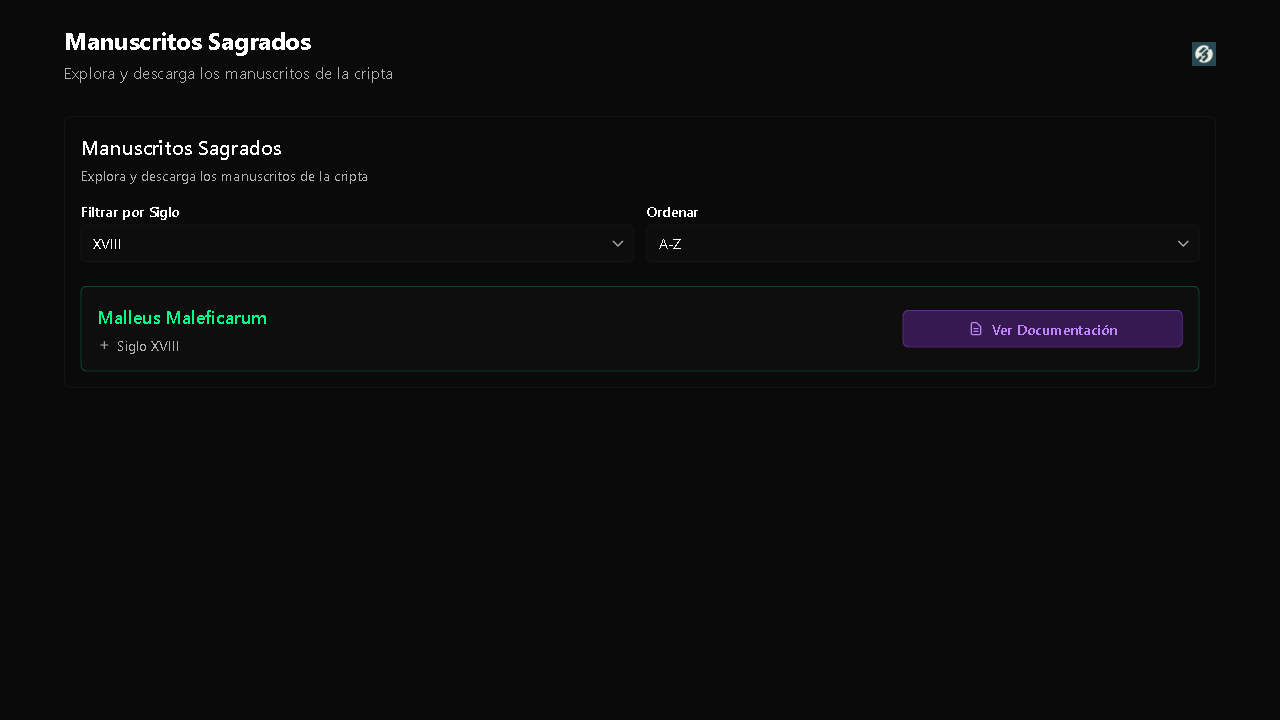 Manuscritos Sagrados
Explora y descarga los manuscritos de la cripta
Manuscritos Sagrados
Explora y descarga los manuscritos de la cripta
Filtrar por Siglo
XVIII
Ordenar
A-Z
Malleus Maleficarum
Siglo XVIII
Ver Documentación